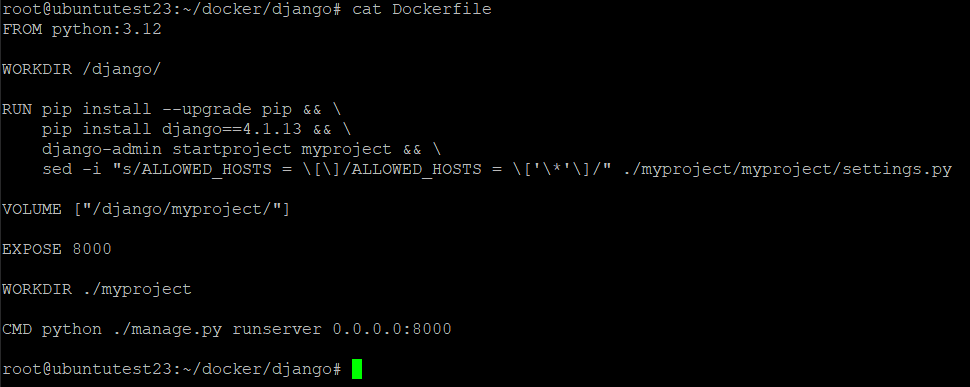 root@ubuntutest23:~/docker/django# cat Dockerfile
FROM python:3.12
WORKDIR /django/
RUN pip install --upgrade pip && \
    pip install django==4.1.13 && \
    django-admin startproject myproject && \
    sed -i "s/ALLOWED_HOSTS = \[\]/ALLOWED_HOSTS = \['\*'\]/" ./myproject/myproject/settings.py
VOLUME ["/django/myproject/"]
EXPOSE 8000
WORKDIR ./myproject
CMD python ./manage.py runserver 0.0.0.0:8000
root@ubuntutest23:~/docker/django#